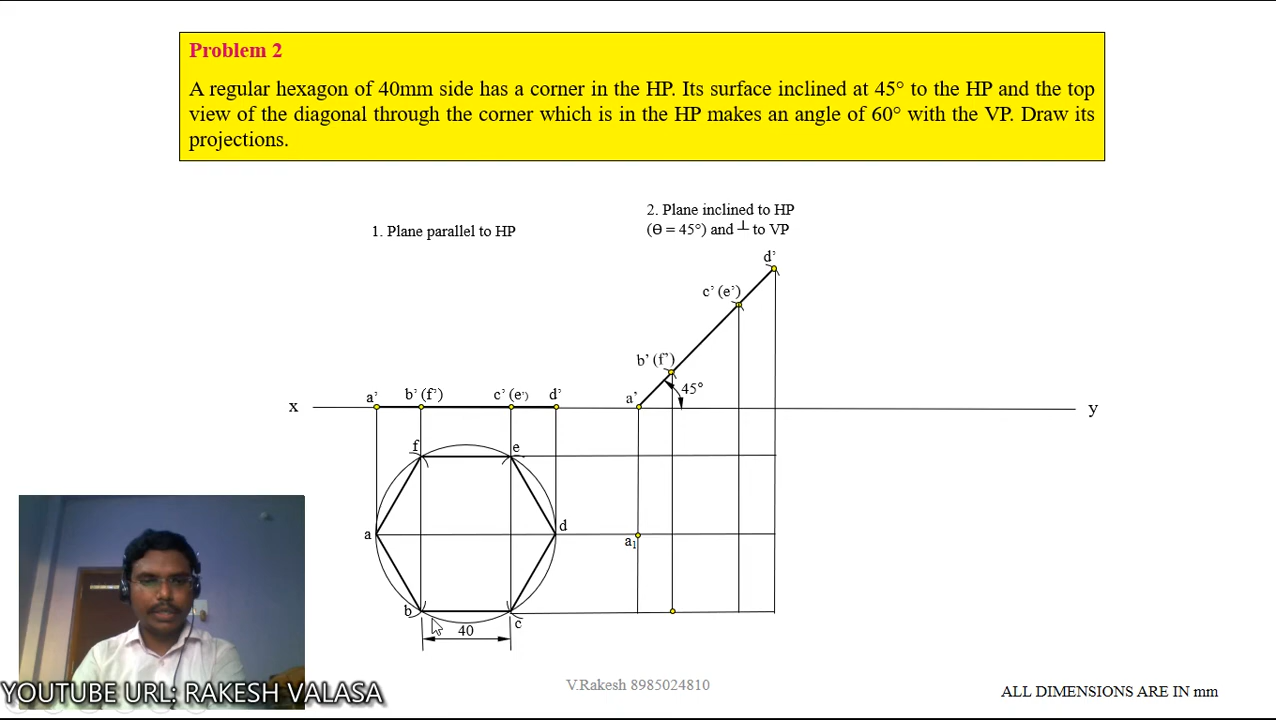 Problem 2
A regular hexagon of 40mm side has a corner in the HP. Its surface inclined at 45° to the HP and the top
view of the diagonal through the corner which is in the HP makes an angle of 60° with the VP. Draw its
projections.
1. Plane parallel to HP
2. Plane inclined to HP
(Ө = 45°) and ┴ to VP
d’
c’ (e’)
b’ (f’)
45°
a’
x
a’
b’ (f’)
c’ (e’)
d’
y
f
e
a
d
a1
b
c
40
YOUTUBE URL: RAKESH VALASA
V.Rakesh 8985024810
ALL DIMENSIONS ARE IN mm